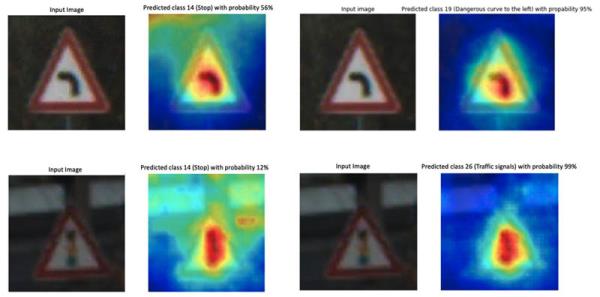 Input Image
Predicted class 14 (Stop) with probability 56%
Input image
Predicted class 19 (Dangerous curve to the left) with propability 95%
Input Image
Predicted class 14 (Stop) with probability 12%
Input Image
Predicted class 26 (Traffic signals) with probability 99%